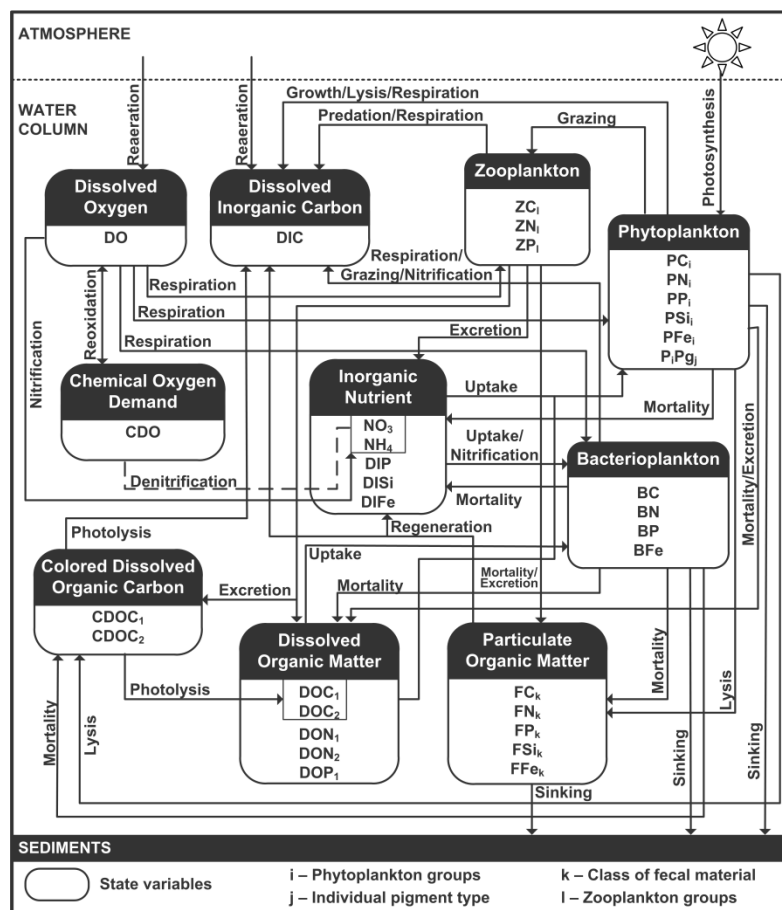 ATMOSPHERE
WATER
COLUMN
Reaeration
Reaeration
Growth/Lysis/Respiration
Predation/Respiration
Grazing
Photosynthesis
Dissolved
Oxygen
DO
Dissolved
Inorganic Carbon
DIC
Zooplankton
ZCₗ
ZNₗ
ZPₗ
Phytoplankton
PCᵢ
PNᵢ
PPᵢ
PSiᵢ
PFeᵢ
PᵢPgⱼ
Respiration/
Grazing/Nitrification
Respiration
Respiration
Respiration
Reoxidation
Nitrification
Excretion
Chemical Oxygen
Demand
CDO
Denitrification
Inorganic
Nutrient
NO₃
NH₄
DIP
DISi
DIFe
Uptake
Mortality
Uptake/
Nitrification
Mortality
Bacterioplankton
BC
BN
BP
BFe
Mortality/Excretion
Photolysis
Regeneration
Uptake
Colored Dissolved
Organic Carbon
CDOC₁
CDOC₂
Excretion
Mortality
Mortality/
Excretion
Dissolved
Organic Matter
DOC₁
DOC₂
DON₁
DON₂
DOP₁
Particulate
Organic Matter
FCₖ
FNₖ
FPₖ
FSiₖ
FFeₖ
Photolysis
Mortality
Lysis
Mortality
Lysis
Sinking
Sinking
Sinking
SEDIMENTS
State variables
i – Phytoplankton groups
j – Individual pigment type
k – Class of fecal material
l – Zooplankton groups